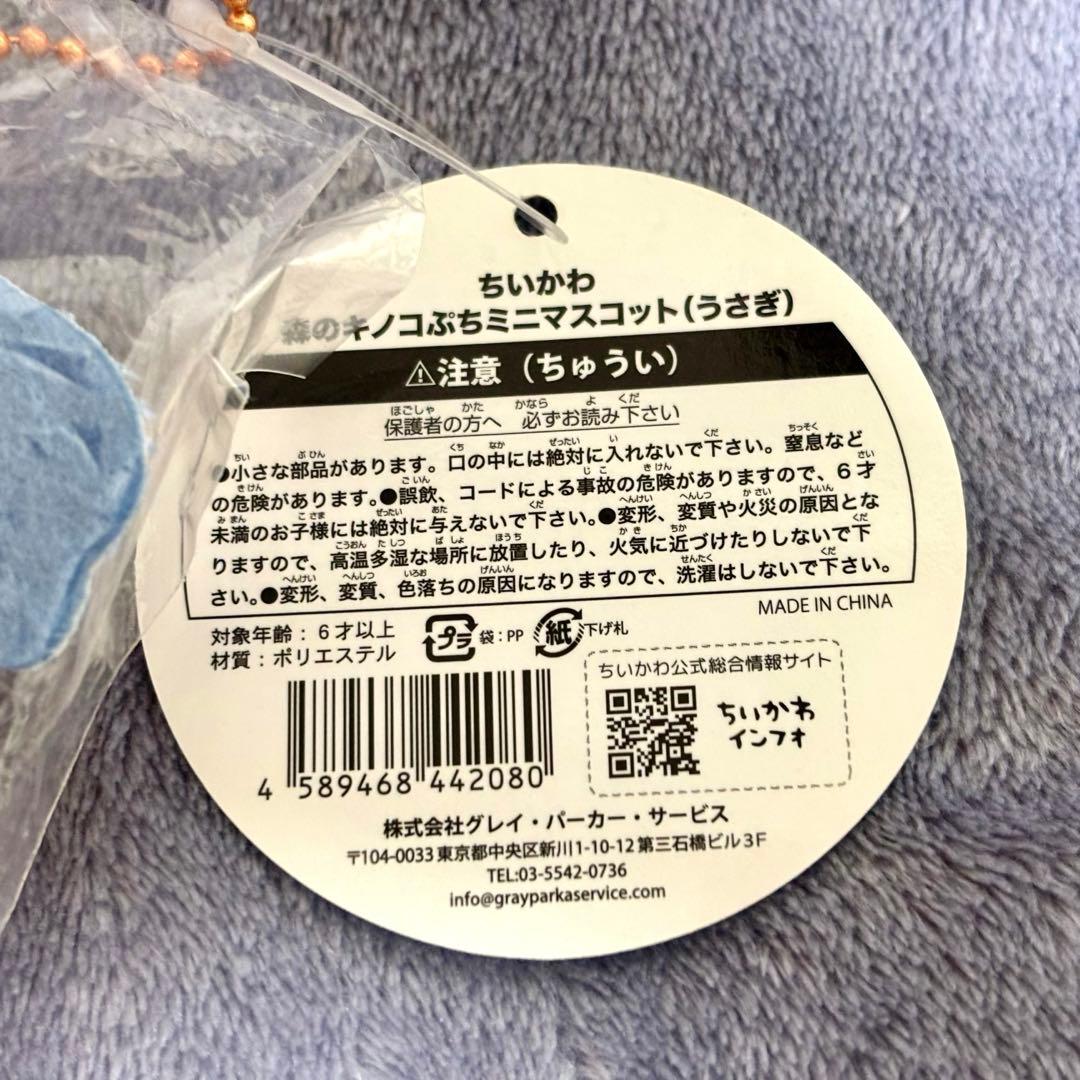 ちいかわ
森のキノコぷちミニマスコット(うさぎ)
⚠注意(ちゅうい)
保護者の方へ 必ずお読み下さい
●小さな部品があります。口の中には絶対に入れないで下さい。窒息など
の危険があります。●誤飲、コードによる事故の危険がありますので、6才
未満のお子様には絶対に与えないで下さい。●変形、変質や火災の原因とな
りますので、高温多湿な場所に放置したり、火気に近づけたりしないで下
さい。●変形、変質、色落ちの原因になりますので、洗濯はしないで下さい。
MADE IN CHINA
対象年齢:6才以上
材質:ポリエステル
プラ 袋:PP 紙 下げ札
ちいかわ公式総合情報サイト
ちいかわ
インフォ
4 589468 442080
株式会社グレイ・パーカー・サービス
〒104-0033 東京都中央区新川1-10-12 第三石橋ビル3F
TEL:03-5542-0736
info@grayparkaservice.com